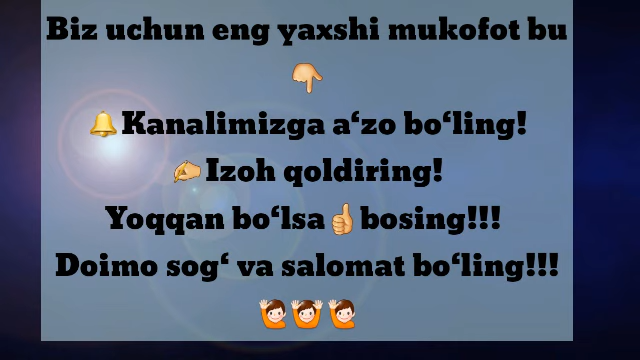 Biz uchun eng yaxshi mukofot bu
👇
🔔Kanalimizga a‘zo bo‘ling!
✍Izoh qoldiring!
Yoqqan bo‘lsa👍bosing!!!
Doimo sog‘ va salomat bo‘ling!!!
🙋🙆🙋